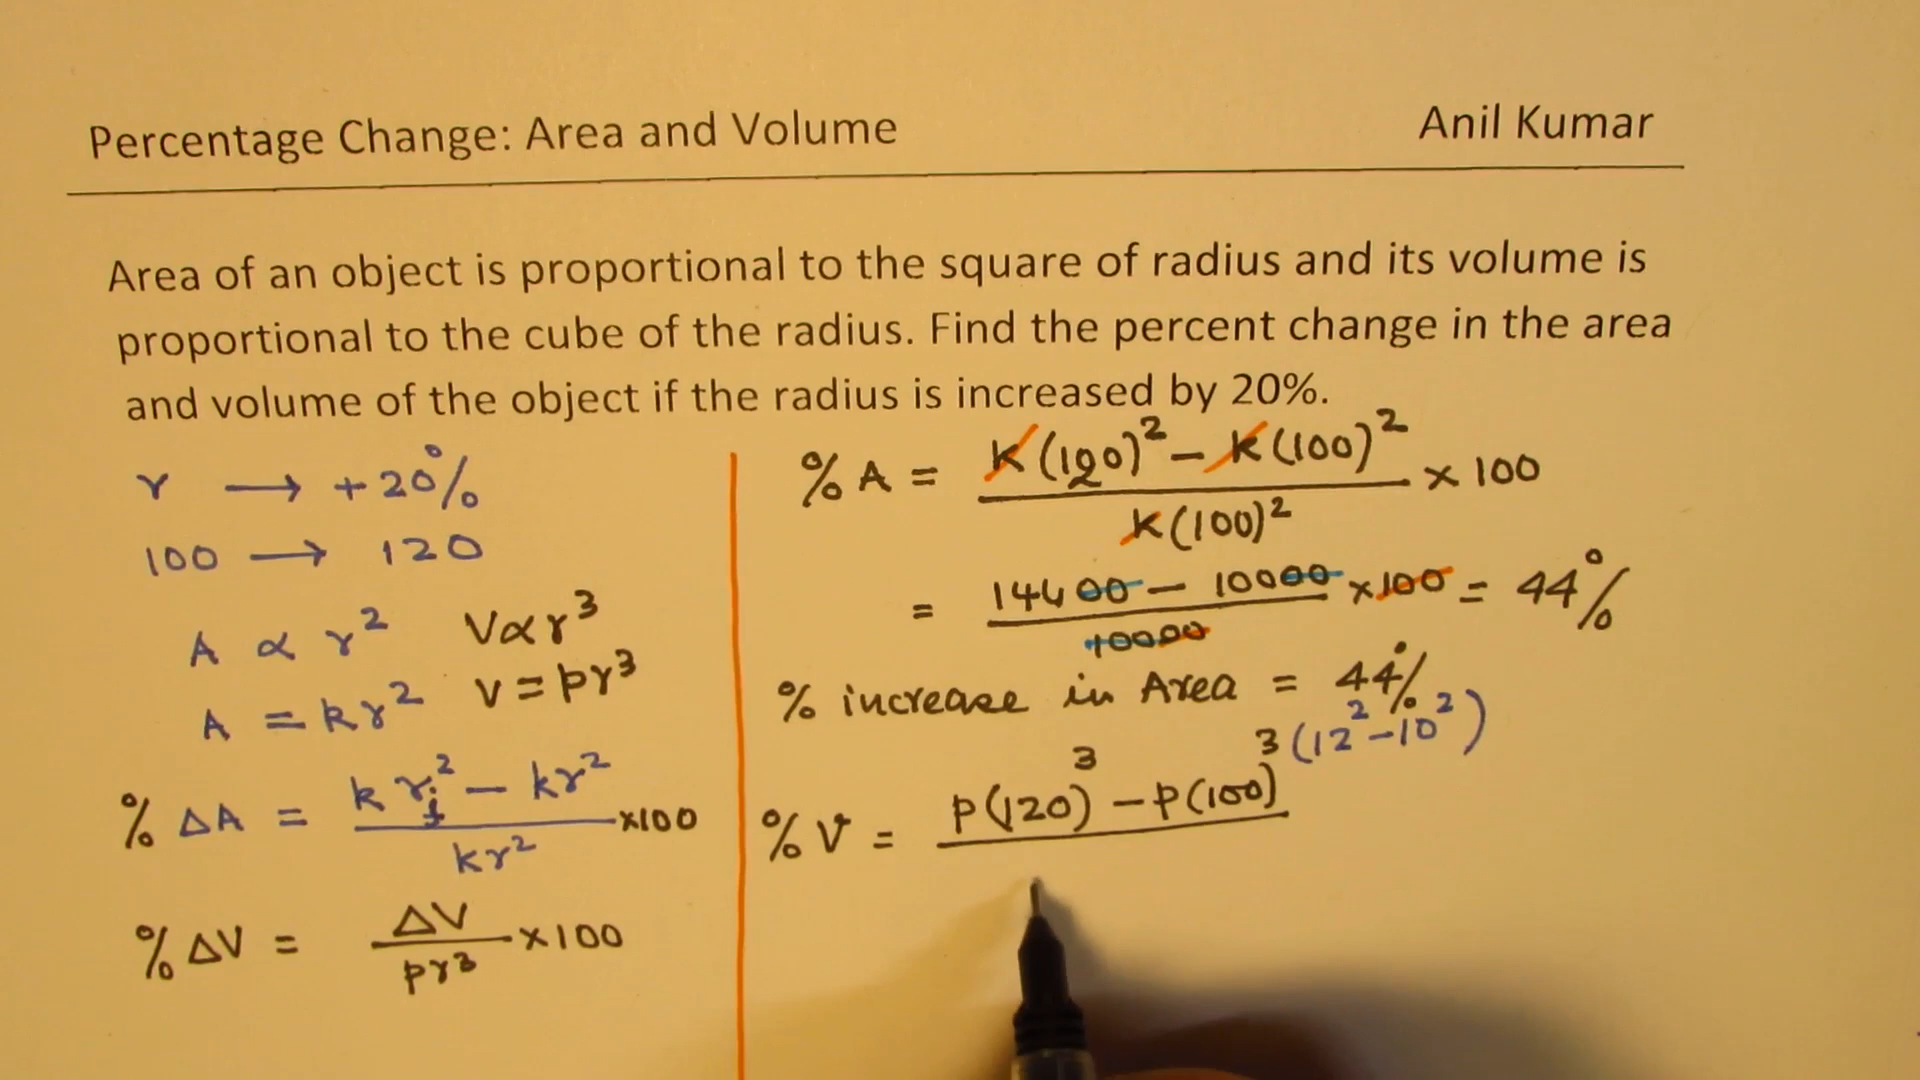 Percentage Change: Area and Volume
Anil Kumar
Area of an object is proportional to the square of radius and its volume is
proportional to the cube of the radius. Find the percent change in the area
and volume of the object if the radius is increased by 20%.
r → +20%
100 → 120
A ∝ r² V∝r³
A = kr² V = pr³
% ΔA = (k r_f² − kr²) / kr² ×100
% ΔV = ΔV / pr³ ×100
% A = (k(120)² − k(100)²) / k(100)² × 100
= (14400 − 10000) / 10000 ×100 = 44%
% increase in Area = 44%
(12² − 10²)
% V = p(120)³ − p(100)³